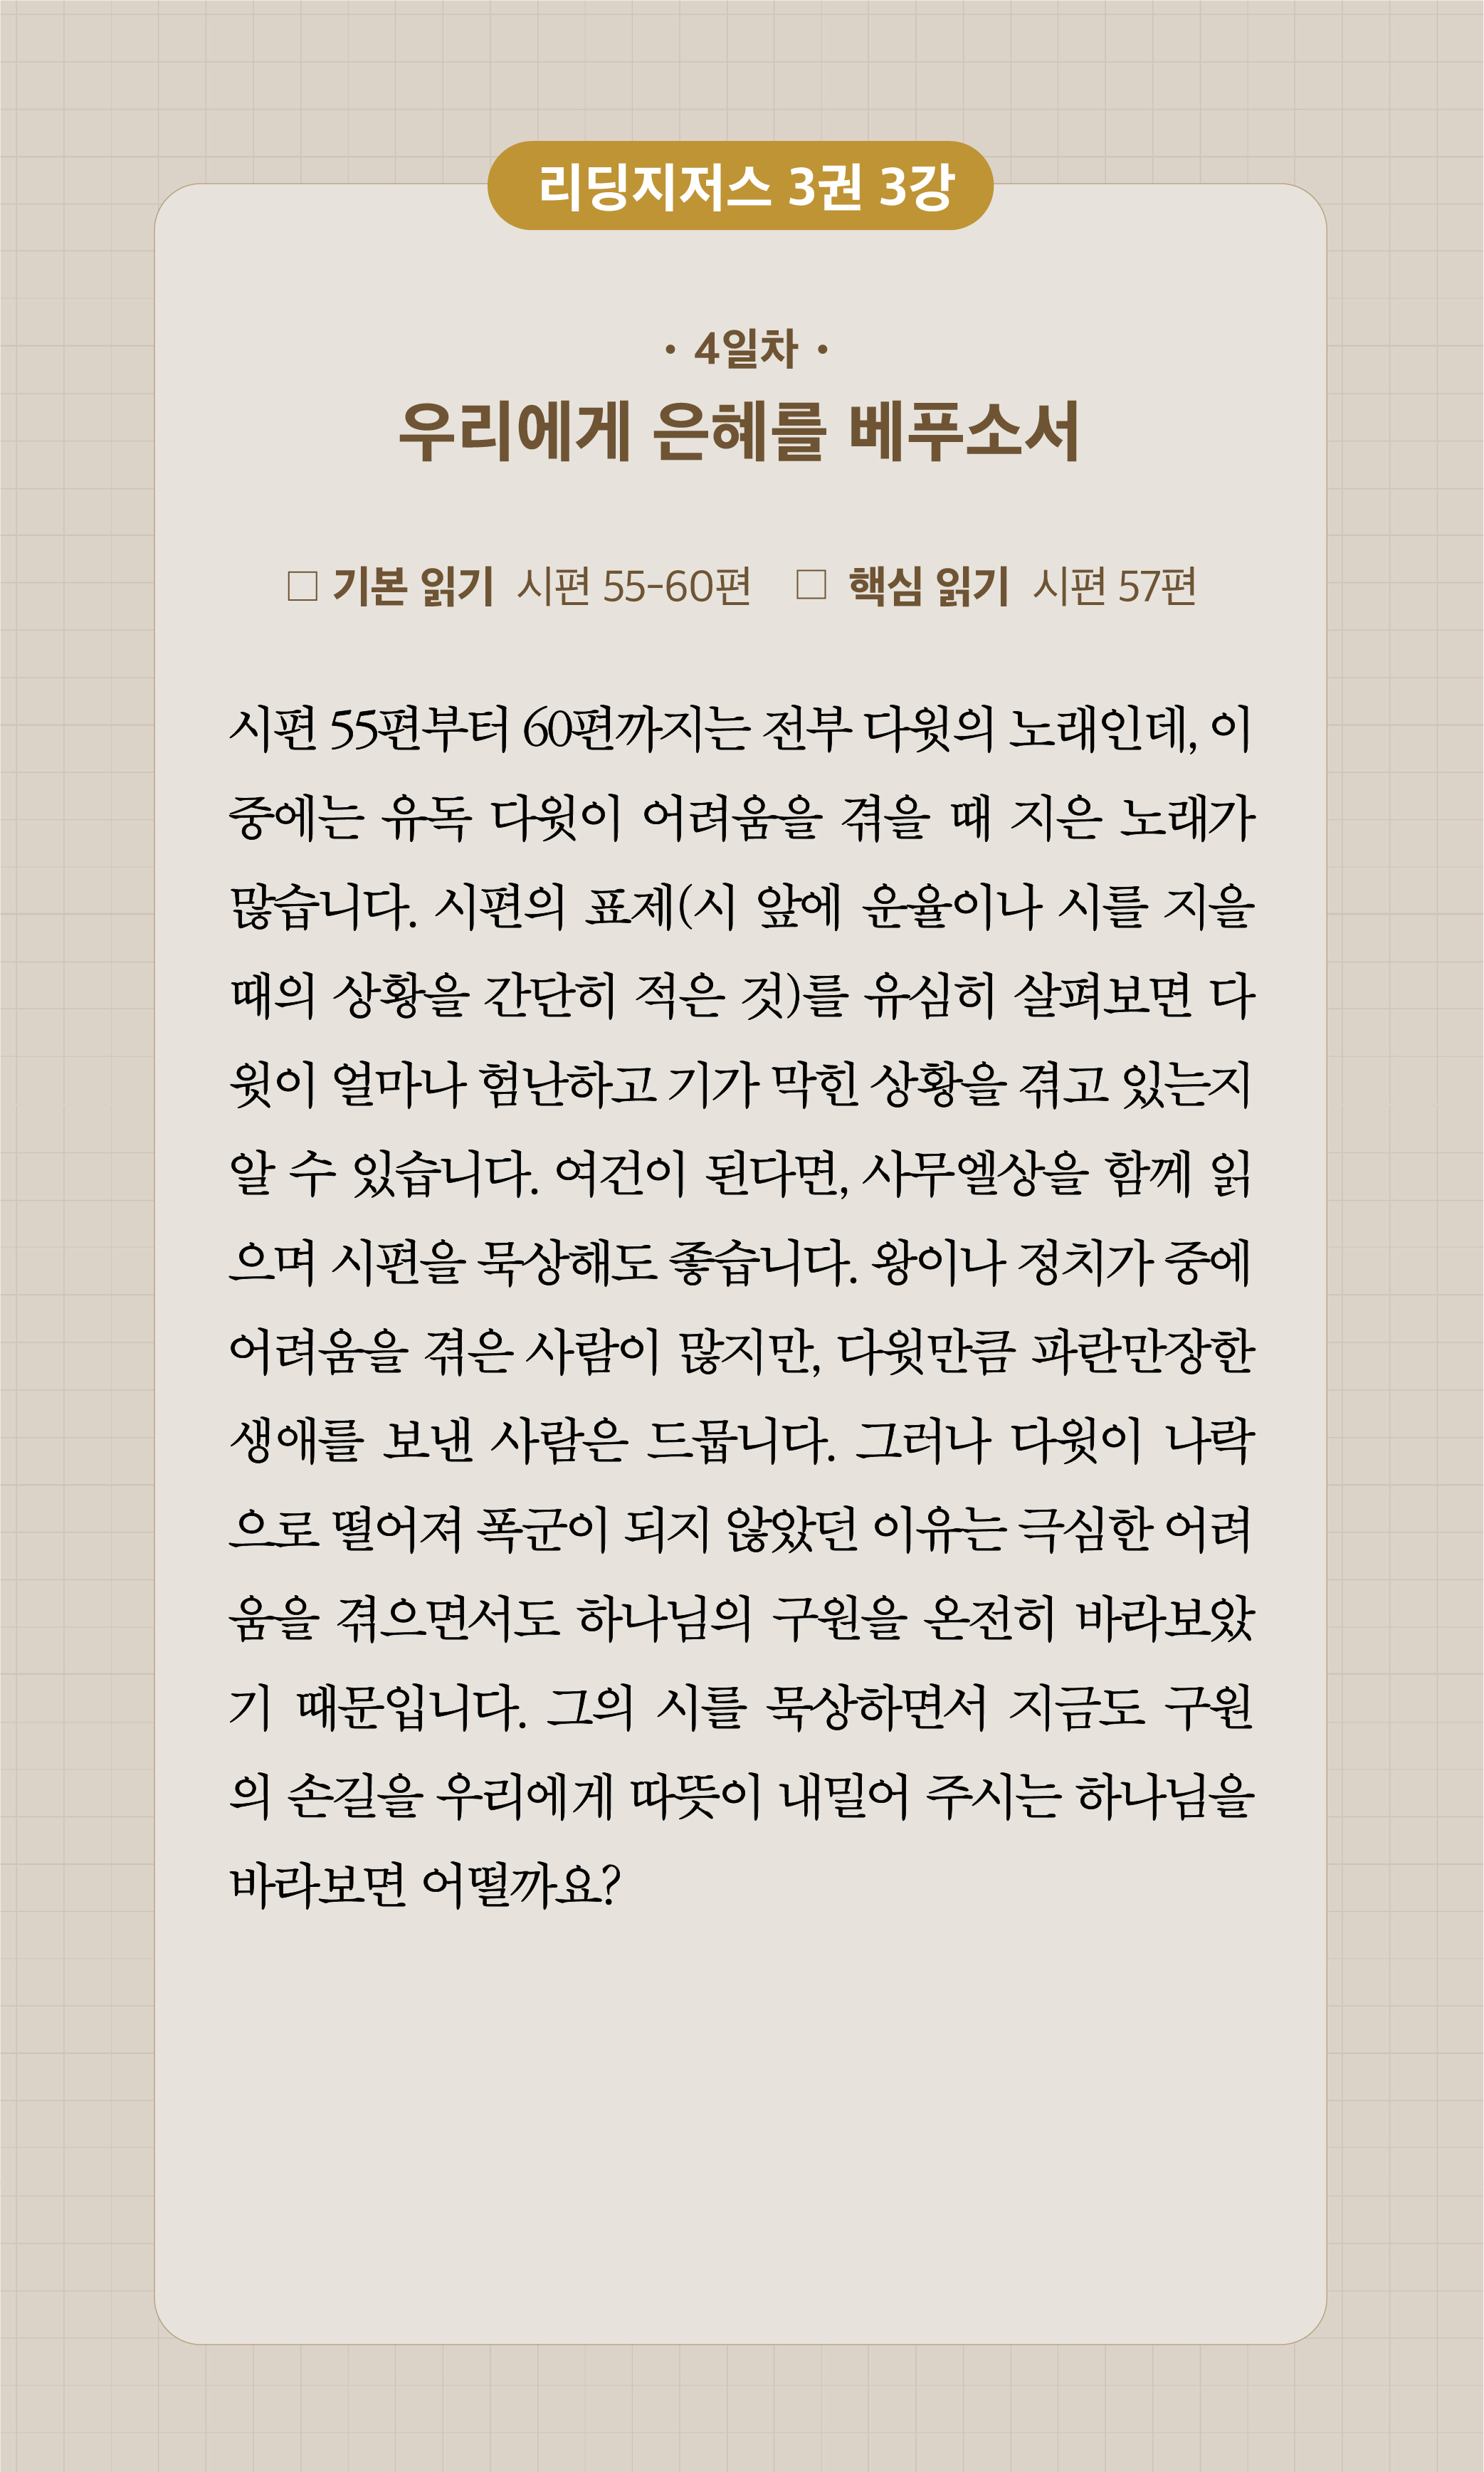 리딩지저스 3권 3강
· 4일차 ·
우리에게 은혜를 베푸소서
□ 기본 읽기 시편 55-60편 □ 핵심 읽기 시편 57편
시편 55편부터 60편까지는 전부 다윗의 노래인데, 이
중에는 유독 다윗이 어려움을 겪을 때 지은 노래가
많습니다. 시편의 표제(시 앞에 운율이나 시를 지을
때의 상황을 간단히 적은 것)를 유심히 살펴보면 다
윗이 얼마나 험난하고 기가 막힌 상황을 겪고 있는지
알 수 있습니다. 여건이 된다면, 사무엘상을 함께 읽
으며 시편을 묵상해도 좋습니다. 왕이나 정치가 중에
어려움을 겪은 사람이 많지만, 다윗만큼 파란만장한
생애를 보낸 사람은 드뭅니다. 그러나 다윗이 나락
으로 떨어져 폭군이 되지 않았던 이유는 극심한 어려
움을 겪으면서도 하나님의 구원을 온전히 바라보았
기 때문입니다. 그의 시를 묵상하면서 지금도 구원
의 손길을 우리에게 따뜻이 내밀어 주시는 하나님을
바라보면 어떨까요?